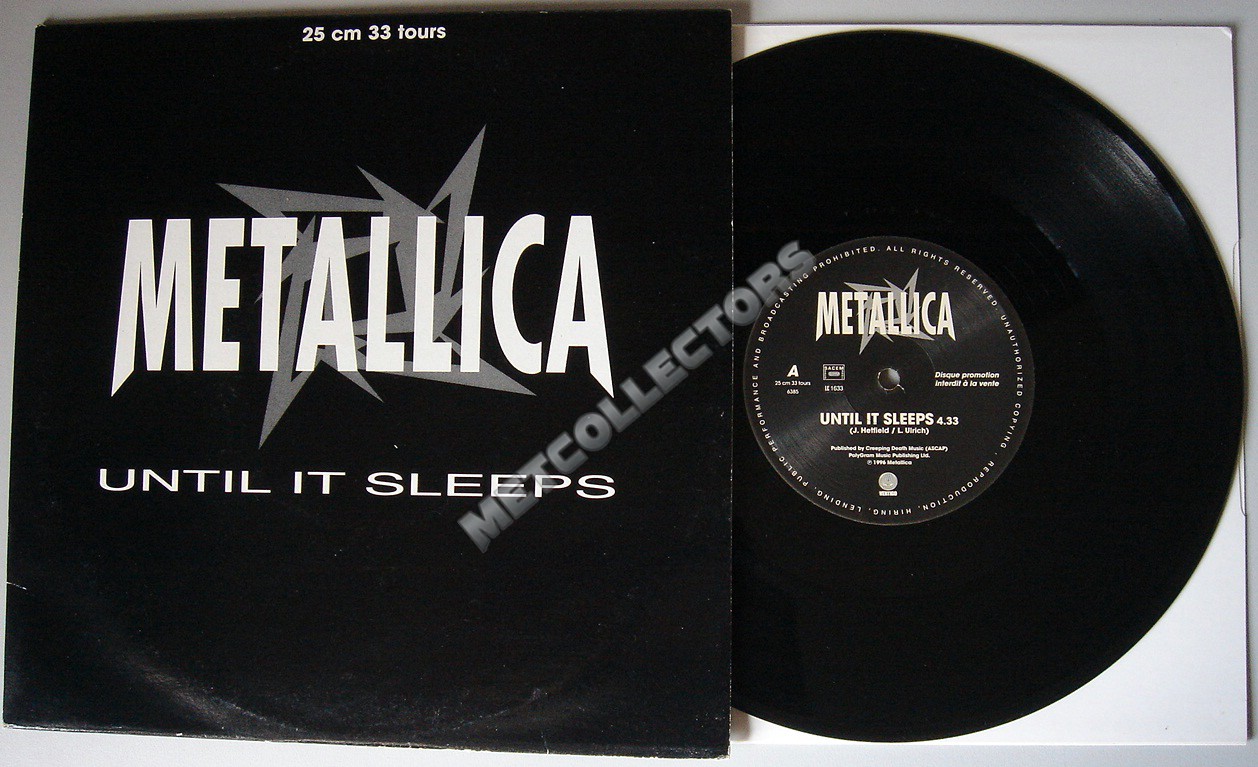 25 cm 33 tours
METALLICA
UNTIL IT SLEEPS
METCOLLECTORS
PUBLIC PERFORMANCE AND BROADCASTING PROHIBITED. ALL RIGHTS RESERVED. UNAUTHORIZED COPYING, REPRODUCTION, HIRING, LENDING,
METALLICA
A
25 cm 33 tours
6385
SACEM
LC 1633
Disque promotion
interdit à la vente
UNTIL IT SLEEPS 4.33
(J. Hetfield / L. Ulrich)
Published by Creeping Death Music (ASCAP)
PolyGram Music Publishing Ltd.
℗ 1996 Metallica
VERTIGO